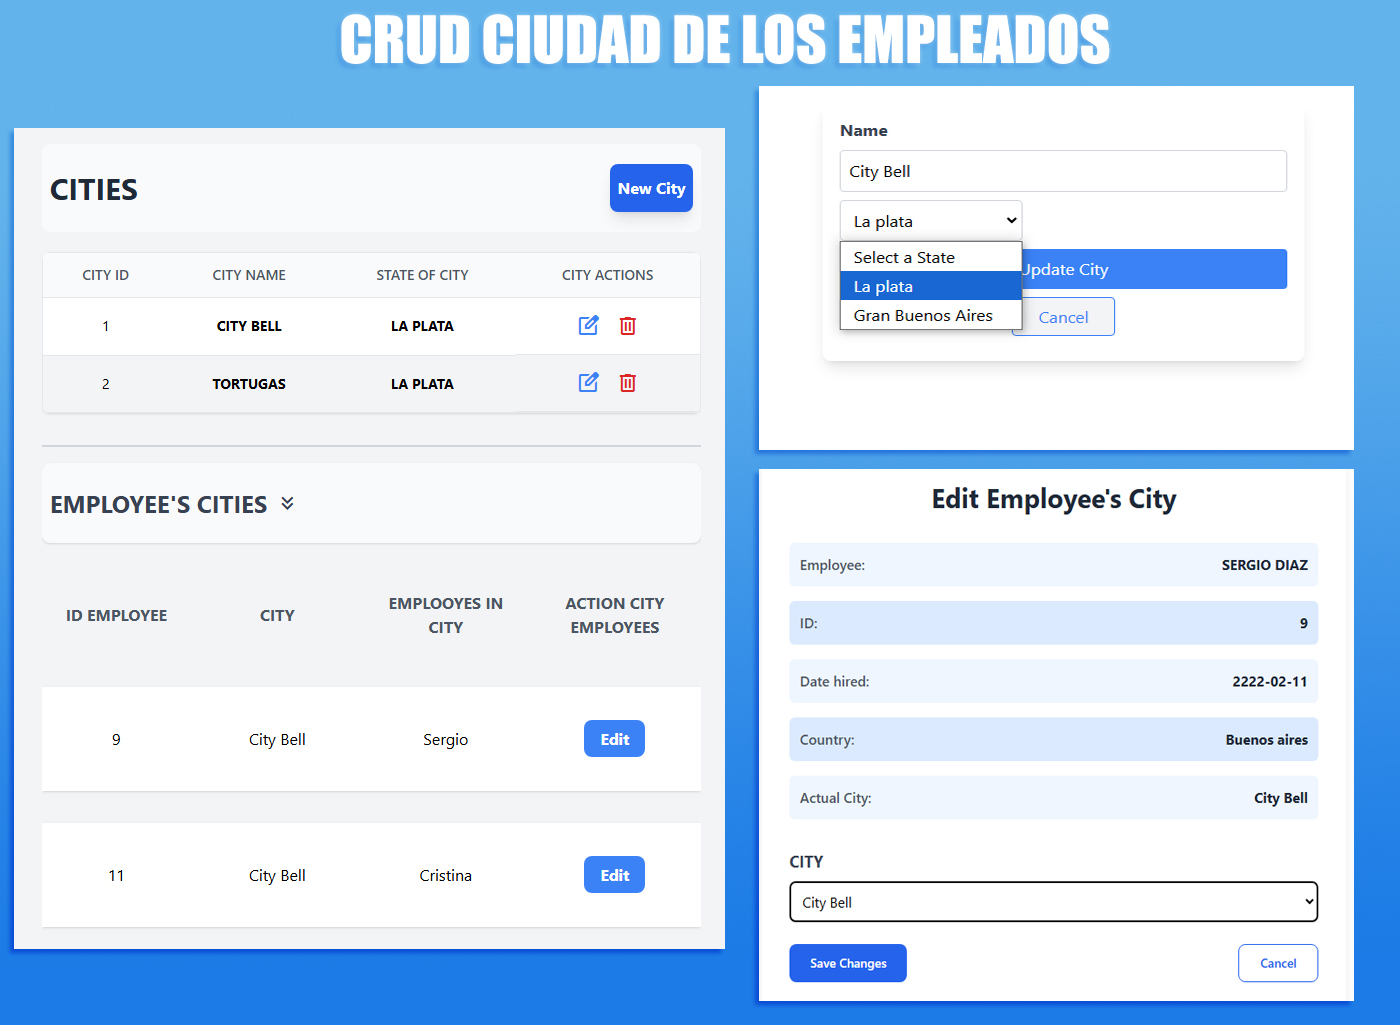 CRUD CIUDAD DE LOS EMPLEADOS
CITIES
New City
CITY ID CITY NAME STATE OF CITY CITY ACTIONS
1 CITY BELL LA PLATA
2 TORTUGAS LA PLATA
EMPLOYEE'S CITIES
ID EMPLOYEE CITY EMPLOOYES IN CITY ACTION CITY EMPLOYEES
9 City Bell Sergio Edit
11 City Bell Cristina Edit
Name
City Bell
La plata
Select a State
La plata
Gran Buenos Aires
Update City
Cancel
Edit Employee's City
Employee: SERGIO DIAZ
ID: 9
Date hired: 2222-02-11
Country: Buenos aires
Actual City: City Bell
CITY
City Bell
Save Changes
Cancel